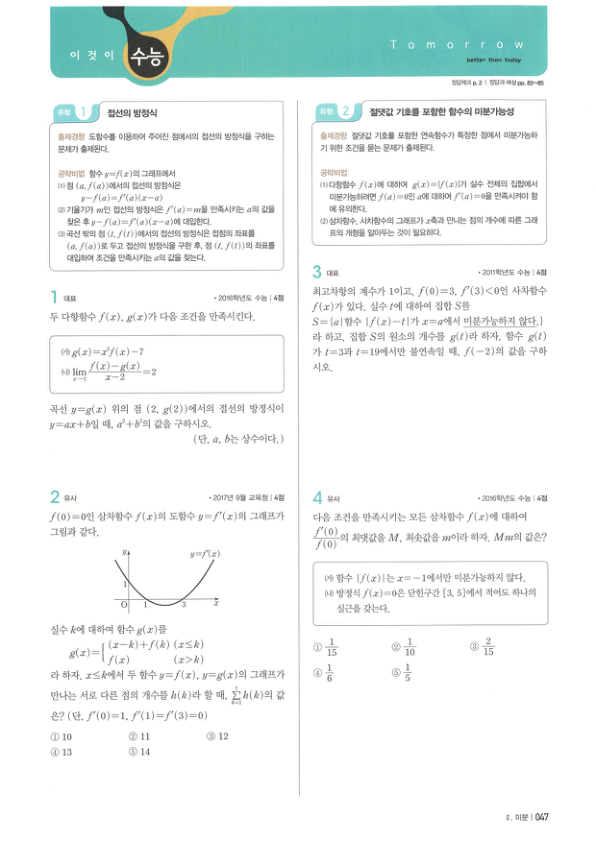 이것이 수능
Tomorrow
better than today
정답체크 p. 2 | 정답과 해설 pp. 83~85
유형 1 접선의 방정식
출제경향 도함수를 이용하여 주어진 점에서의 접선의 방정식을 구하는
문제가 출제된다.
공략비법 함수 y=f(x)의 그래프에서
⑴ 점 (a, f(a))에서의 접선의 방정식은
y-f(a)=f'(a)(x-a)
⑵ 기울기가 m인 접선의 방정식은 f'(a)=m을 만족시키는 a의 값을
찾은 후 y-f(a)=f'(a)(x-a)에 대입한다.
⑶ 곡선 밖의 점 (t, f(t))에서의 접선의 방정식은 접점의 좌표를
(a, f(a))로 두고 접선의 방정식을 구한 후, 점 (t, f(t))의 좌표를
대입하여 조건을 만족시키는 a의 값을 찾는다.
1 대표 • 2016학년도 수능 | 4점
두 다항함수 f(x), g(x)가 다음 조건을 만족시킨다.
㈎ g(x)=x³f(x)-7
㈏ lim x→2 (f(x)-g(x))/(x-2)=2
곡선 y=g(x) 위의 점 (2, g(2))에서의 접선의 방정식이
y=ax+b일 때, a²+b²의 값을 구하시오.
(단, a, b는 상수이다.)
2 유사 • 2017년 9월 교육청 | 4점
f(0)=0인 삼차함수 f(x)의 도함수 y=f'(x)의 그래프가
그림과 같다.
y
y=f'(x)
1
O 1 3 x
실수 k에 대하여 함수 g(x)를
g(x)={ (x-k)+f(k) (x≤k)
f(x) (x>k)
라 하자. x≤k에서 두 함수 y=f(x), y=g(x)의 그래프가
만나는 서로 다른 점의 개수를 h(k)라 할 때, Σ k=1 h(k)의 값
은? (단, f'(0)=1, f'(1)=f'(3)=0)
① 10 ② 11 ③ 12
④ 13 ⑤ 14
유형 2 절댓값 기호를 포함한 함수의 미분가능성
출제경향 절댓값 기호를 포함한 연속함수가 특정한 점에서 미분가능하
기 위한 조건을 묻는 문제가 출제된다.
공략비법
⑴ 다항함수 f(x)에 대하여 g(x)=|f(x)|가 실수 전체의 집합에서
미분가능하려면 f(a)=0인 a에 대하여 f'(a)=0을 만족시켜야 함
에 유의한다.
⑵ 삼차함수, 사차함수의 그래프가 x축과 만나는 점의 개수에 따른 그래
프의 개형을 알아두는 것이 필요하다.
3 대표 • 2011학년도 수능 | 4점
최고차항의 계수가 1이고, f(0)=3, f'(3)<0인 사차함수
f(x)가 있다. 실수 t에 대하여 집합 S를
S={a|함수 |f(x)-t|가 x=a에서 미분가능하지 않다.}
라 하고, 집합 S의 원소의 개수를 g(t)라 하자. 함수 g(t)
가 t=3과 t=19에서만 불연속일 때, f(-2)의 값을 구하
시오.
4 유사 • 2016학년도 수능 | 4점
다음 조건을 만족시키는 모든 삼차함수 f(x)에 대하여
f'(0)/f(0)의 최댓값을 M, 최솟값을 m이라 하자. Mm의 값은?
㈎ 함수 |f(x)|는 x=-1에서만 미분가능하지 않다.
㈏ 방정식 f(x)=0은 닫힌구간 [3, 5]에서 적어도 하나의
실근을 갖는다.
① 1/15 ② 1/10 ③ 2/15
④ 1/6 ⑤ 1/5
Ⅱ. 미분 | 047